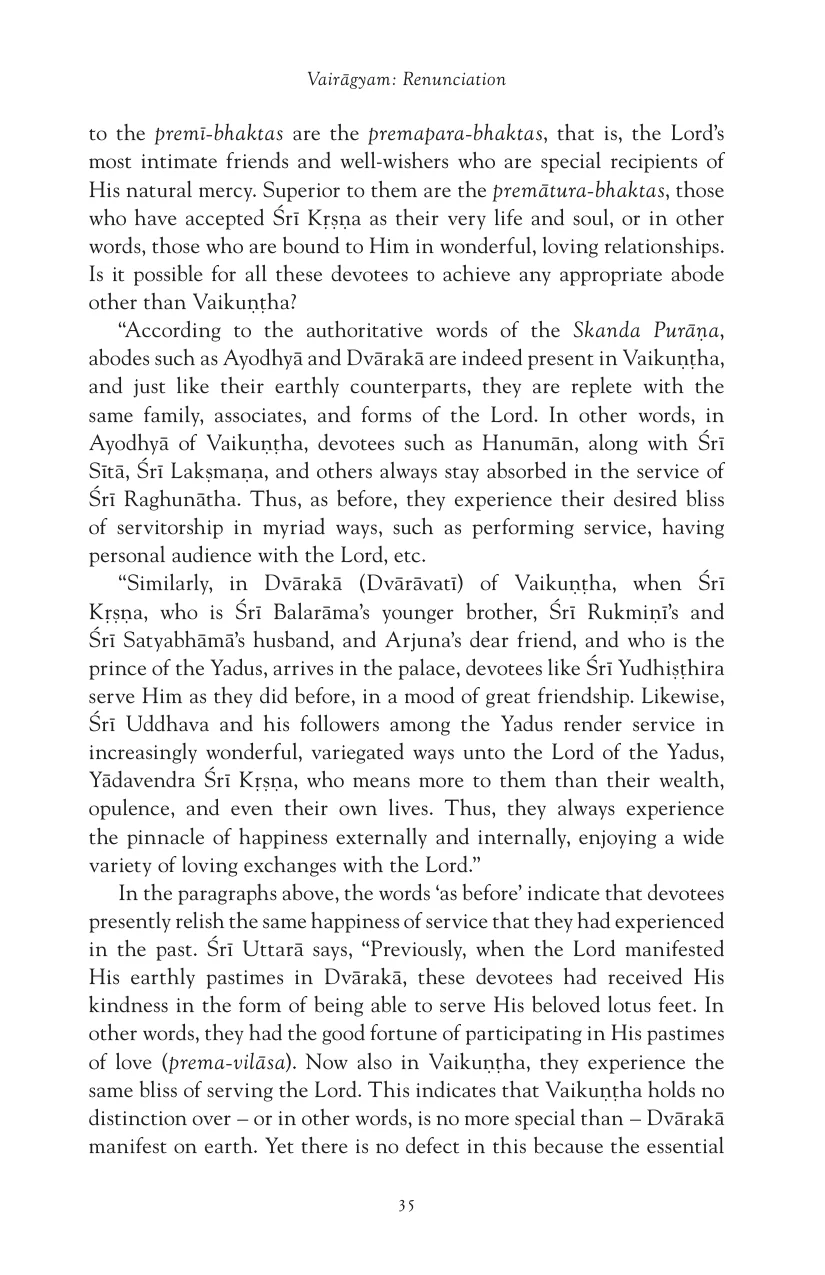 Vairāgyam: Renunciation
to the premī-bhaktas are the premapara-bhaktas, that is, the Lord’s
most intimate friends and well-wishers who are special recipients of
His natural mercy. Superior to them are the premātura-bhaktas, those
who have accepted Śrī Kṛṣṇa as their very life and soul, or in other
words, those who are bound to Him in wonderful, loving relationships.
Is it possible for all these devotees to achieve any appropriate abode
other than Vaikuṇṭha?
“According to the authoritative words of the Skanda Purāṇa,
abodes such as Ayodhyā and Dvārakā are indeed present in Vaikuṇṭha,
and just like their earthly counterparts, they are replete with the
same family, associates, and forms of the Lord. In other words, in
Ayodhyā of Vaikuṇṭha, devotees such as Hanumān, along with Śrī
Sītā, Śrī Lakṣmaṇa, and others always stay absorbed in the service of
Śrī Raghunātha. Thus, as before, they experience their desired bliss
of servitorship in myriad ways, such as performing service, having
personal audience with the Lord, etc.
“Similarly, in Dvārakā (Dvārāvatī) of Vaikuṇṭha, when Śrī
Kṛṣṇa, who is Śrī Balarāma’s younger brother, Śrī Rukmiṇī’s and
Śrī Satyabhāmā’s husband, and Arjuna’s dear friend, and who is the
prince of the Yadus, arrives in the palace, devotees like Śrī Yudhiṣṭhira
serve Him as they did before, in a mood of great friendship. Likewise,
Śrī Uddhava and his followers among the Yadus render service in
increasingly wonderful, variegated ways unto the Lord of the Yadus,
Yādavendra Śrī Kṛṣṇa, who means more to them than their wealth,
opulence, and even their own lives. Thus, they always experience
the pinnacle of happiness externally and internally, enjoying a wide
variety of loving exchanges with the Lord.”
In the paragraphs above, the words ‘as before’ indicate that devotees
presently relish the same happiness of service that they had experienced
in the past. Śrī Uttarā says, “Previously, when the Lord manifested
His earthly pastimes in Dvārakā, these devotees had received His
kindness in the form of being able to serve His beloved lotus feet. In
other words, they had the good fortune of participating in His pastimes
of love (prema-vilāsa). Now also in Vaikuṇṭha, they experience the
same bliss of serving the Lord. This indicates that Vaikuṇṭha holds no
distinction over – or in other words, is no more special than – Dvārakā
manifest on earth. Yet there is no defect in this because the essential
35